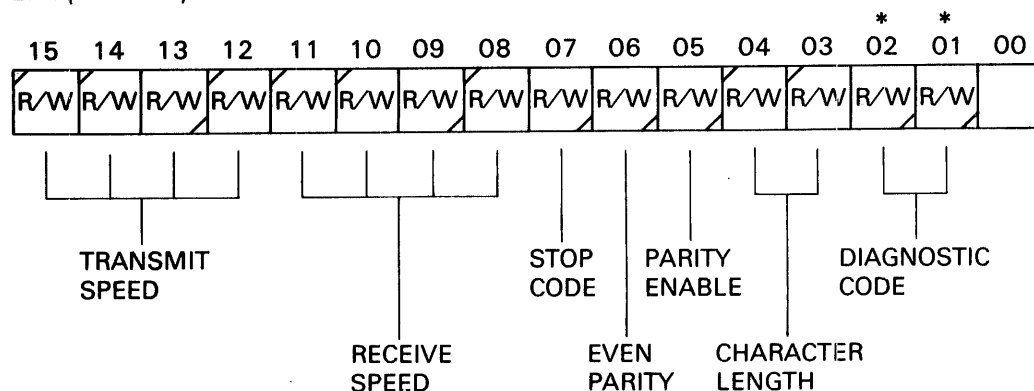 * *
15 14 13 12 11 10 09 08 07 06 05 04 03 02 01 00
R/W R/W R/W R/W R/W R/W R/W R/W R/W R/W R/W R/W R/W R/W R/W
TRANSMIT SPEED
STOP CODE
PARITY ENABLE
DIAGNOSTIC CODE
RECEIVE SPEED
EVEN PARITY
CHARACTER LENGTH